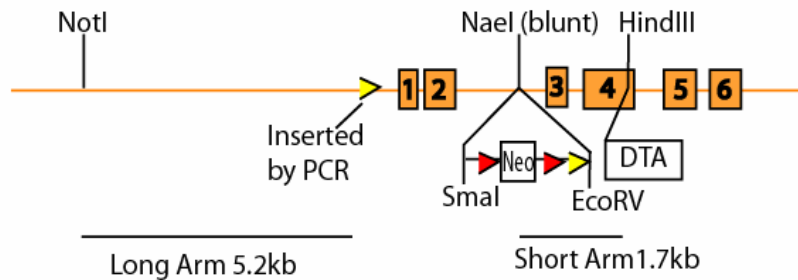 NotI
NaeI (blunt)
HindIII
1 2 3 4 5 6
Inserted
by PCR
Neo
DTA
SmaI
EcoRV
Long Arm 5.2kb
Short Arm1.7kb